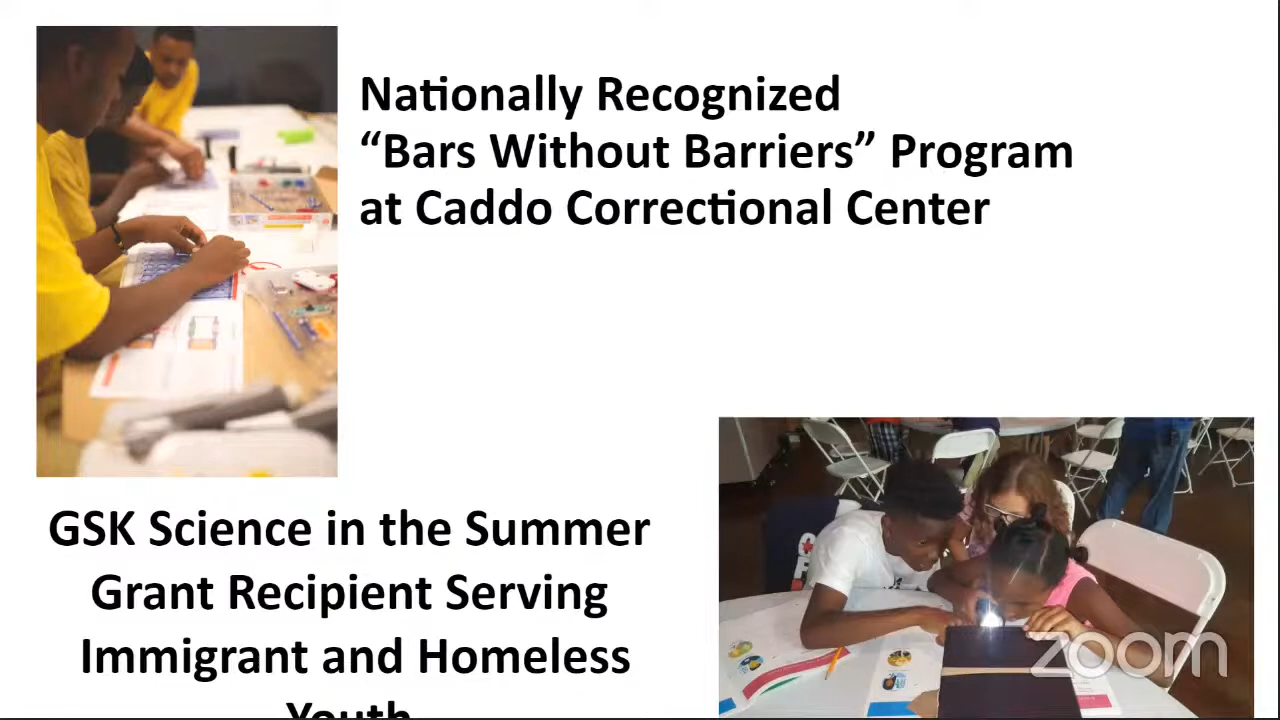 Nationally Recognized
“Bars Without Barriers” Program
at Caddo Correctional Center
GSK Science in the Summer
Grant Recipient Serving
Immigrant and Homeless
Youth
zoom